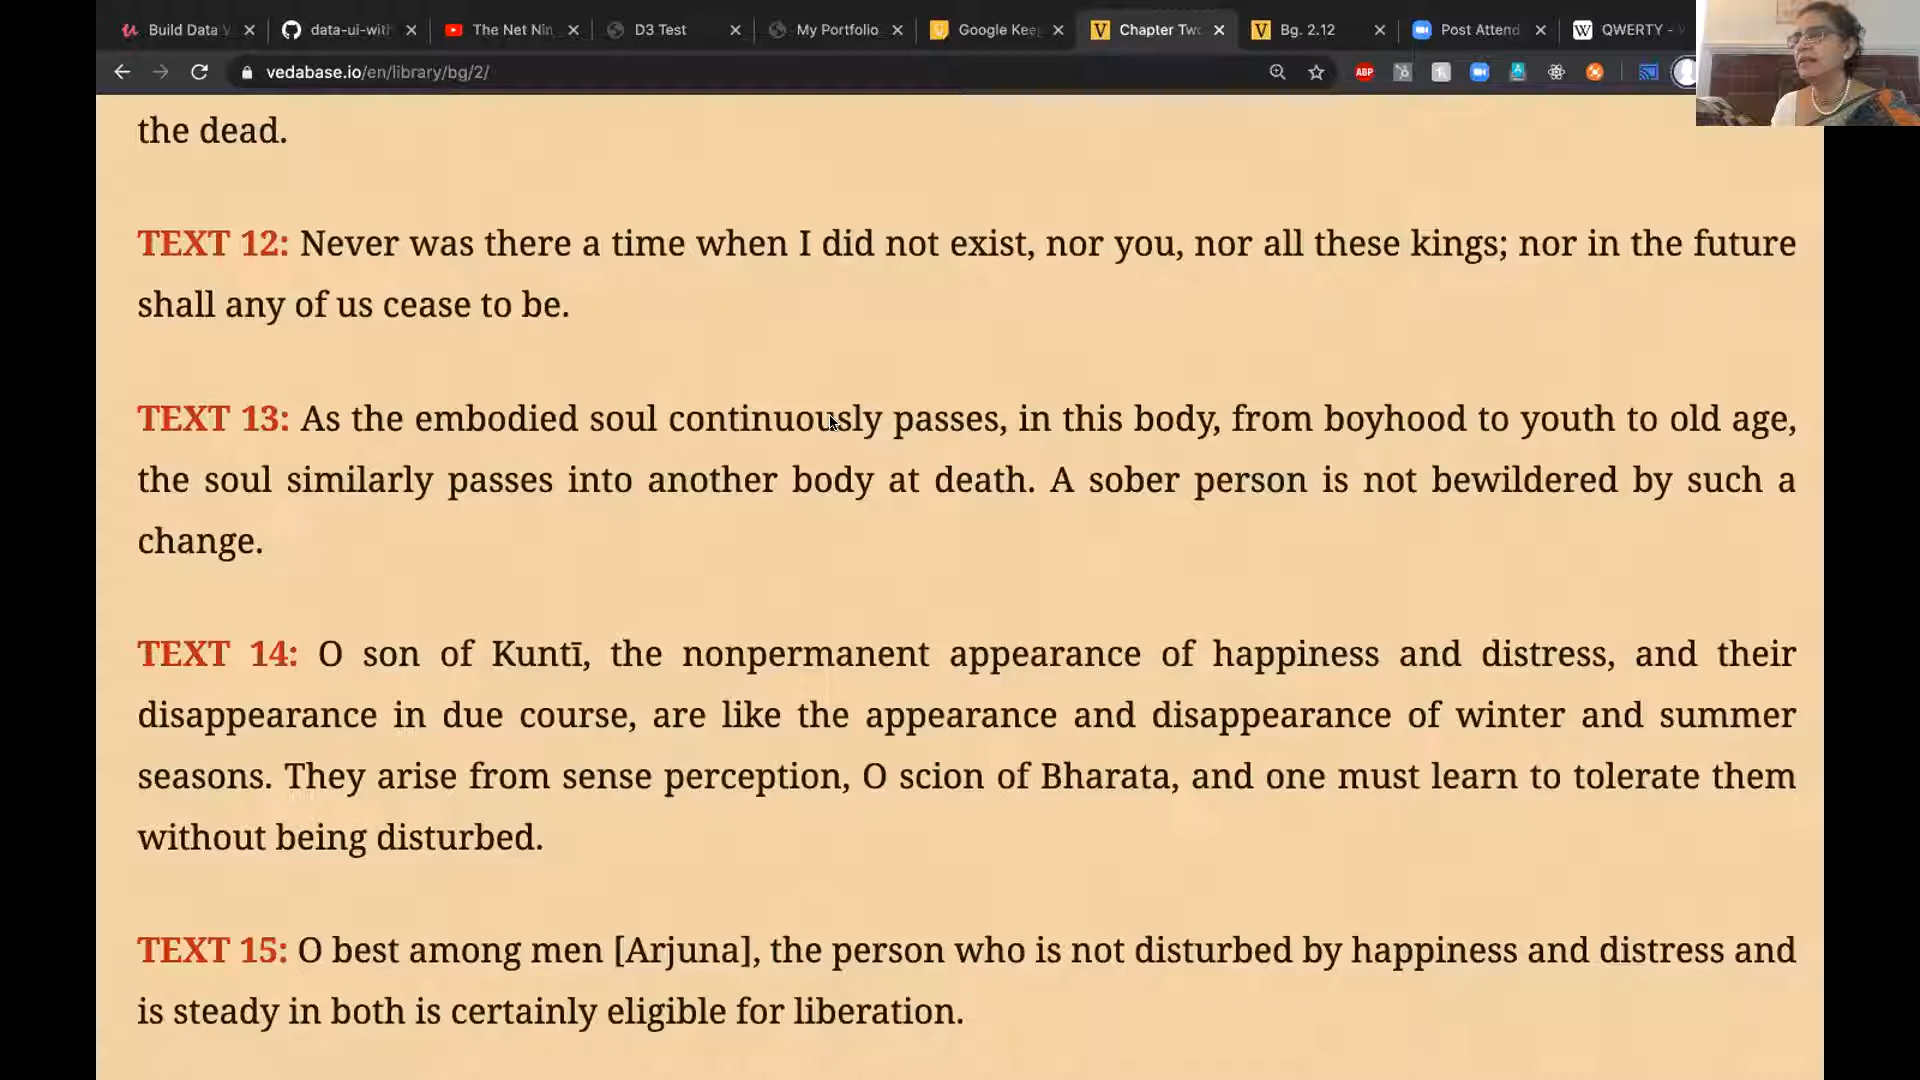 Build Data V
data-ui-with
The Net Nin
D3 Test
My Portfolio
Google Keep
Chapter Two
Bg. 2.12
Post Attend
QWERTY -
vedabase.io/en/library/bg/2/
ABP
the dead.
TEXT 12: Never was there a time when I did not exist, nor you, nor all these kings; nor in the future
shall any of us cease to be.
TEXT 13: As the embodied soul continuously passes, in this body, from boyhood to youth to old age,
the soul similarly passes into another body at death. A sober person is not bewildered by such a
change.
TEXT 14: O son of Kuntī, the nonpermanent appearance of happiness and distress, and their
disappearance in due course, are like the appearance and disappearance of winter and summer
seasons. They arise from sense perception, O scion of Bharata, and one must learn to tolerate them
without being disturbed.
TEXT 15: O best among men [Arjuna], the person who is not disturbed by happiness and distress and
is steady in both is certainly eligible for liberation.